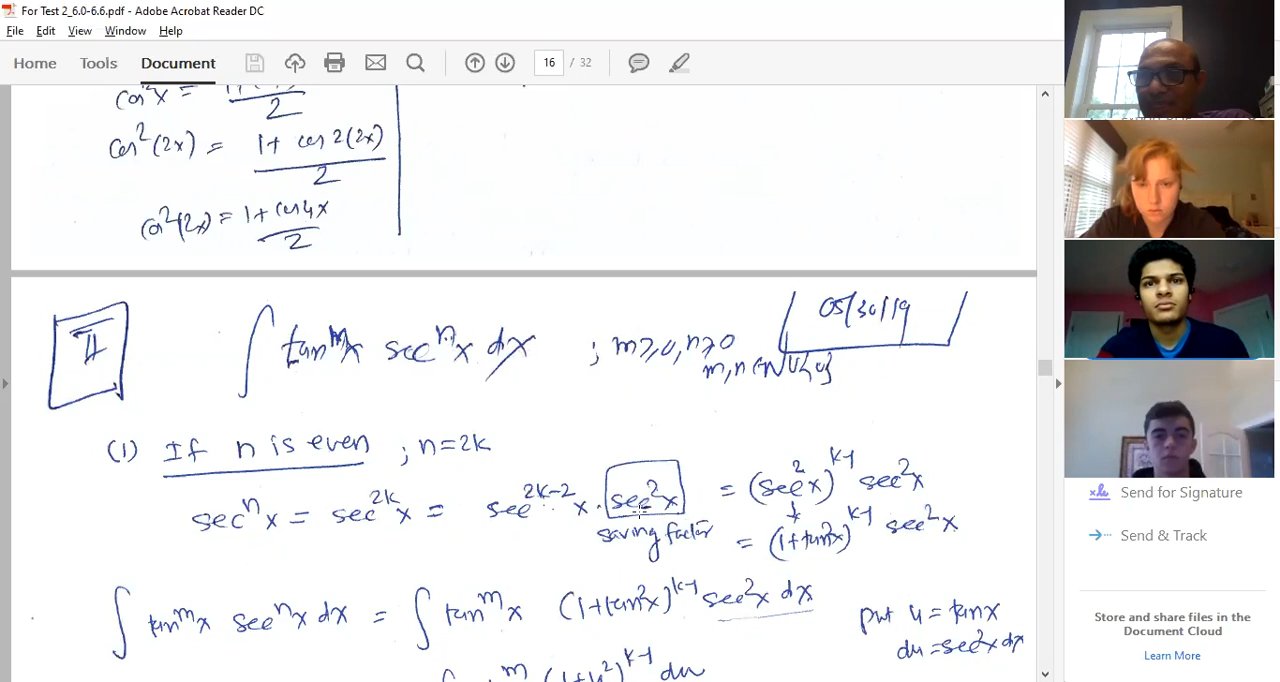 For Test 2_6.0-6.6.pdf - Adobe Acrobat Reader DC
File Edit View Window Help
Home Tools Document 16 / 32
cos²x =
2
cos²(2x) = 1 + cos 2(2x)
2
cos²(2x) = 1 + cos4x
2
II ∫ tanᵐx secⁿx dx ; m≥0, n≥0
m, n ∈ N∪{0}
05/30/19
(1) If n is even ; n=2k
secⁿx = sec²ᵏx = sec²ᵏ⁻²x · sec²x = (sec²x)ᵏ⁻¹ sec²x
saving factor = (1+tan²x)ᵏ⁻¹ sec²x
∫ tanᵐx secⁿx dx = ∫ tanᵐx (1+tan²x)ᵏ⁻¹ sec²x dx
put u = tanx
du = sec²x dx
m (1+u²)ᵏ⁻¹ du
Send for Signature
Send & Track
Store and share files in the
Document Cloud
Learn More